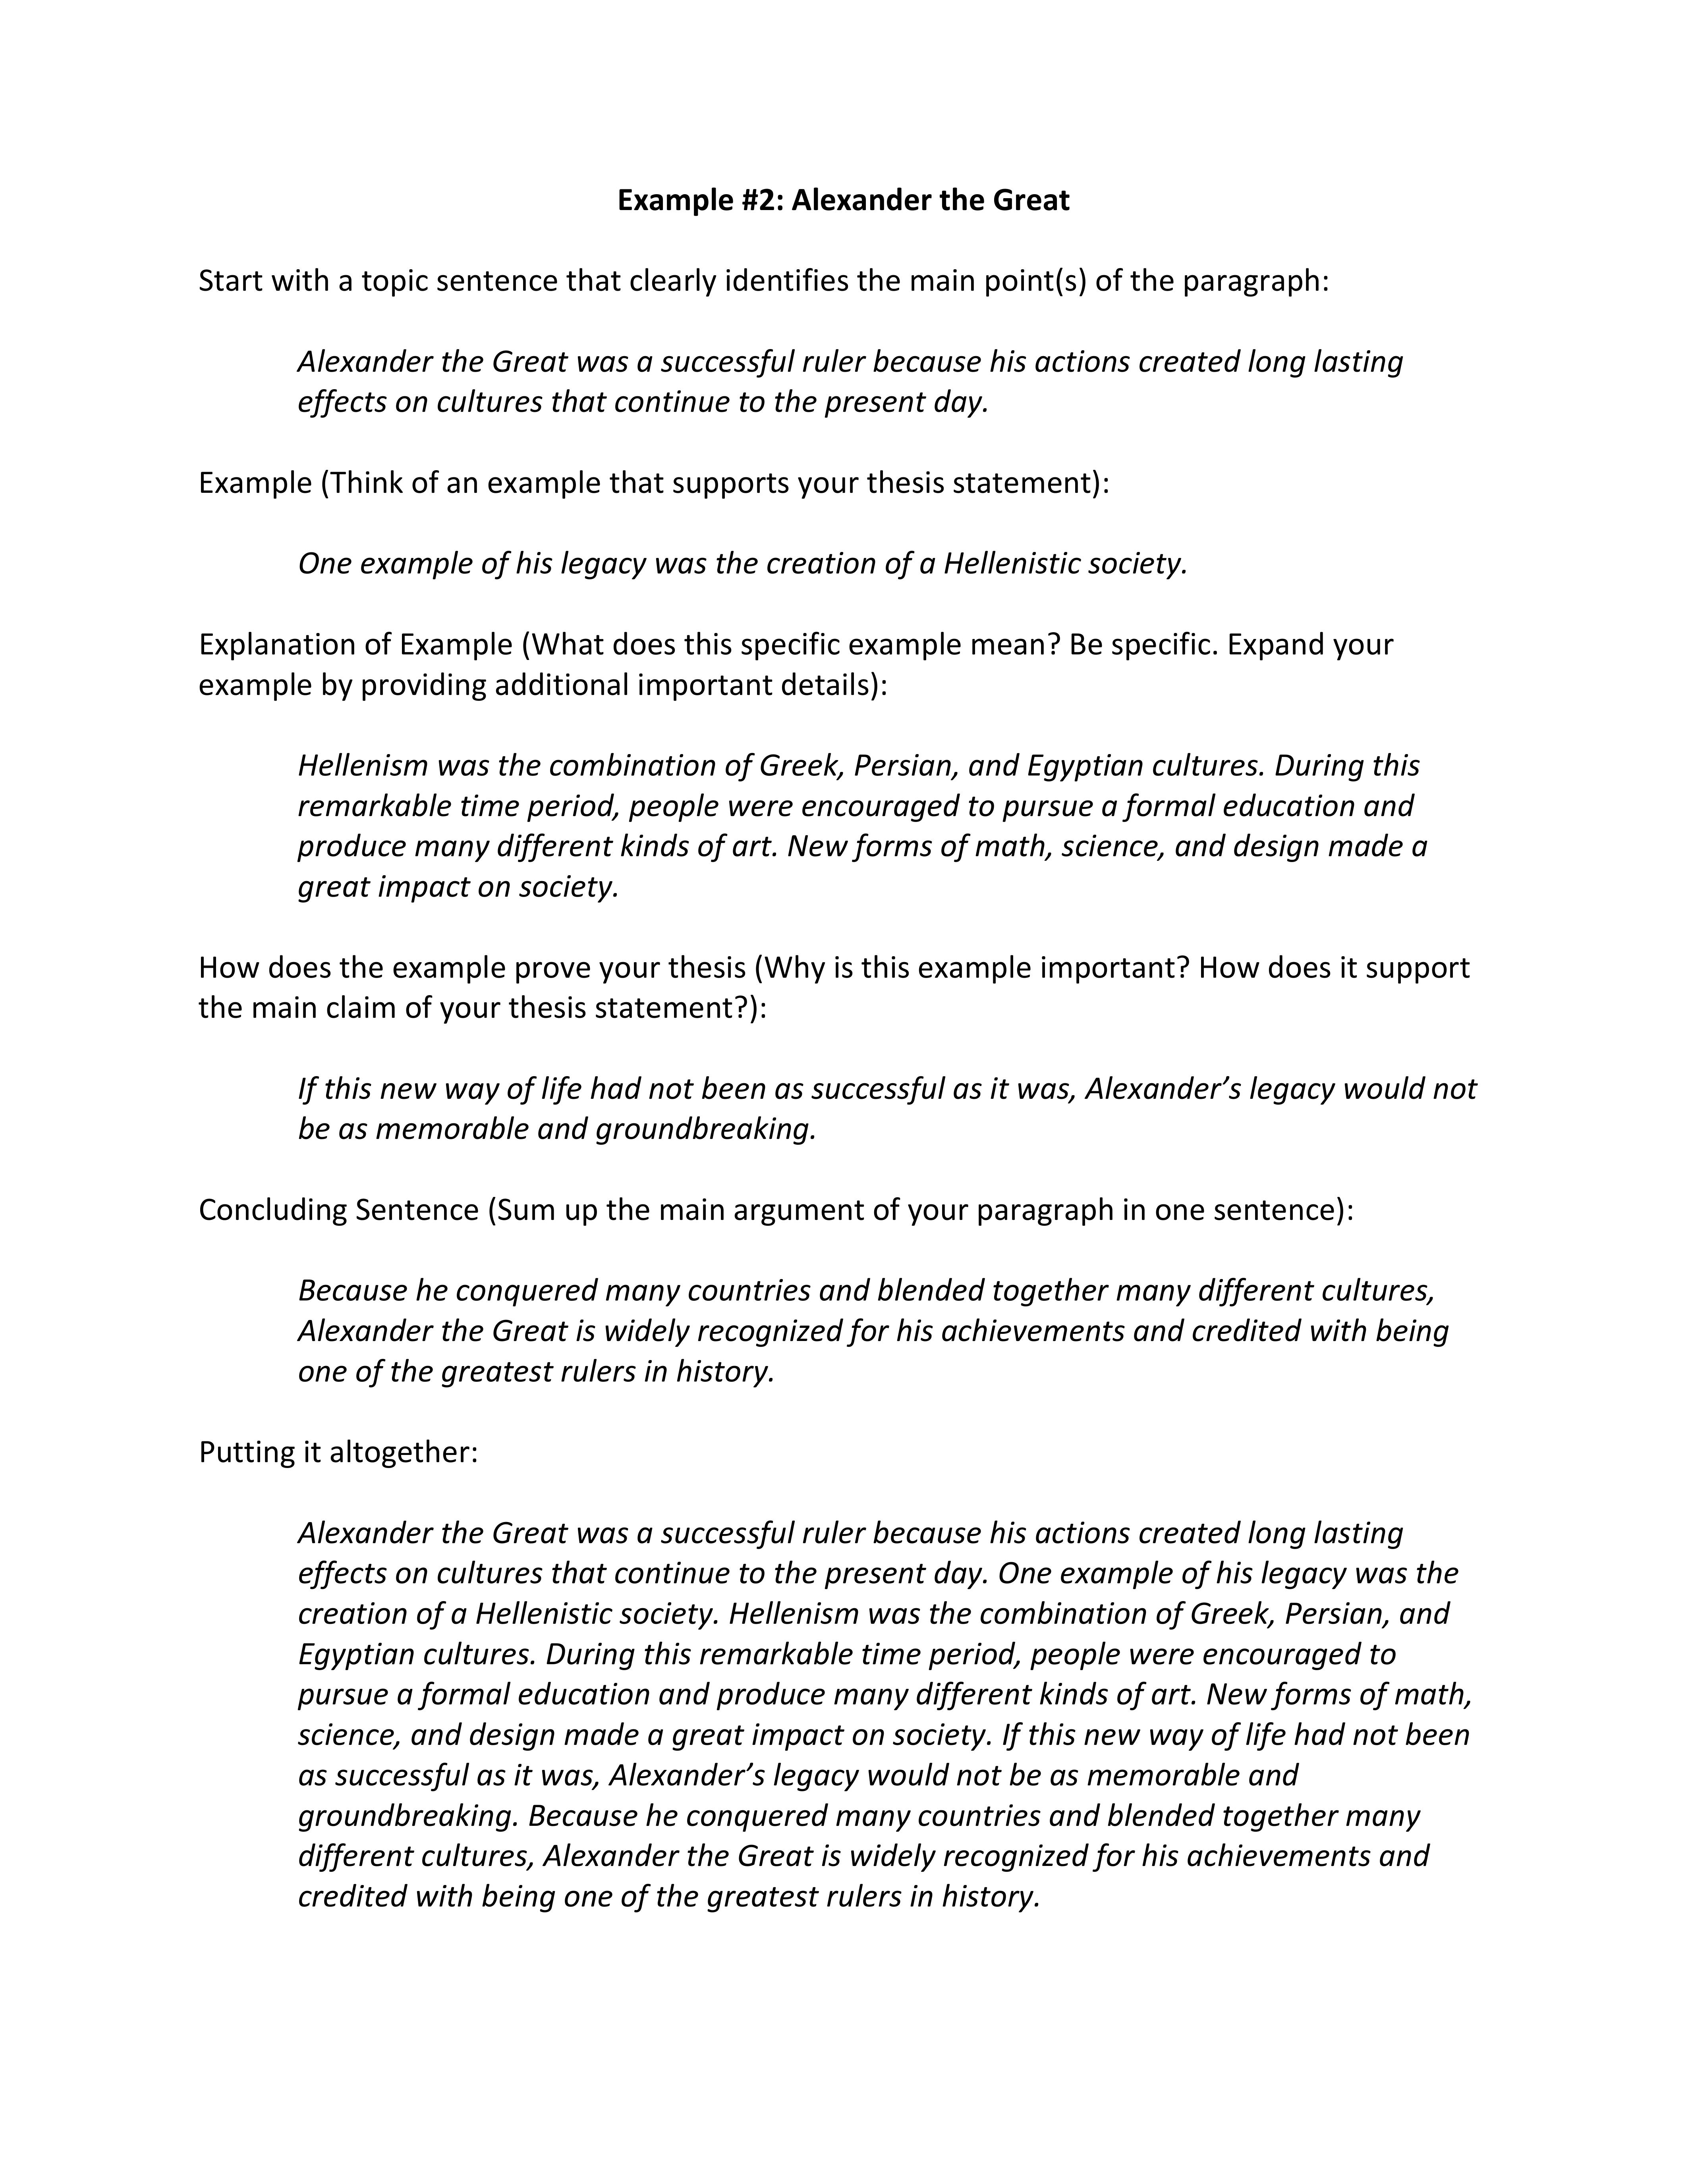 Example #2: Alexander the Great
Start with a topic sentence that clearly identifies the main point(s) of the paragraph:
Alexander the Great was a successful ruler because his actions created long lasting
effects on cultures that continue to the present day.
Example (Think of an example that supports your thesis statement):
One example of his legacy was the creation of a Hellenistic society.
Explanation of Example (What does this specific example mean? Be specific. Expand your
example by providing additional important details):
Hellenism was the combination of Greek, Persian, and Egyptian cultures. During this
remarkable time period, people were encouraged to pursue a formal education and
produce many different kinds of art. New forms of math, science, and design made a
great impact on society.
How does the example prove your thesis (Why is this example important? How does it support
the main claim of your thesis statement?):
If this new way of life had not been as successful as it was, Alexander’s legacy would not
be as memorable and groundbreaking.
Concluding Sentence (Sum up the main argument of your paragraph in one sentence):
Because he conquered many countries and blended together many different cultures,
Alexander the Great is widely recognized for his achievements and credited with being
one of the greatest rulers in history.
Putting it altogether:
Alexander the Great was a successful ruler because his actions created long lasting
effects on cultures that continue to the present day. One example of his legacy was the
creation of a Hellenistic society. Hellenism was the combination of Greek, Persian, and
Egyptian cultures. During this remarkable time period, people were encouraged to
pursue a formal education and produce many different kinds of art. New forms of math,
science, and design made a great impact on society. If this new way of life had not been
as successful as it was, Alexander’s legacy would not be as memorable and
groundbreaking. Because he conquered many countries and blended together many
different cultures, Alexander the Great is widely recognized for his achievements and
credited with being one of the greatest rulers in history.